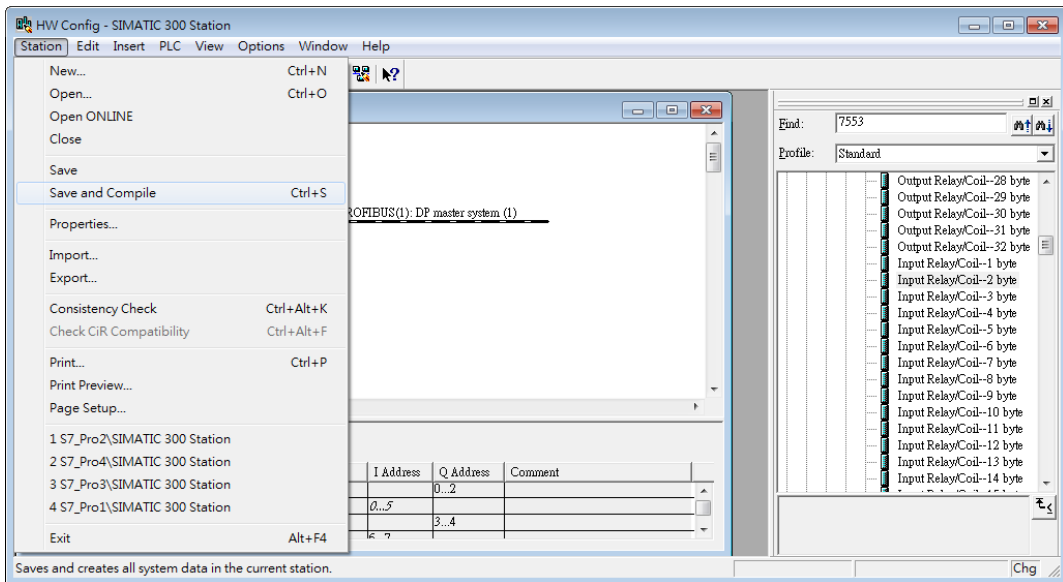 HW Config - SIMATIC 300 Station
Station Edit Insert PLC View Options Window Help
New... Ctrl+N
Open... Ctrl+O
Open ONLINE
Close
Save
Save and Compile Ctrl+S
Properties...
Import...
Export...
Consistency Check Ctrl+Alt+K
Check CiR Compatibility Ctrl+Alt+F
Print... Ctrl+P
Print Preview...
Page Setup...
1 S7_Pro2\SIMATIC 300 Station
2 S7_Pro4\SIMATIC 300 Station
3 S7_Pro3\SIMATIC 300 Station
4 S7_Pro1\SIMATIC 300 Station
Exit Alt+F4
ROFIBUS(1): DP master system (1)
I Address Q Address Comment
0...2
0...5
3...4
6...7
Find: 7553
Profile: Standard
Output Relay/Coil--28 byte
Output Relay/Coil--29 byte
Output Relay/Coil--30 byte
Output Relay/Coil--31 byte
Output Relay/Coil--32 byte
Input Relay/Coil--1 byte
Input Relay/Coil--2 byte
Input Relay/Coil--3 byte
Input Relay/Coil--4 byte
Input Relay/Coil--5 byte
Input Relay/Coil--6 byte
Input Relay/Coil--7 byte
Input Relay/Coil--8 byte
Input Relay/Coil--9 byte
Input Relay/Coil--10 byte
Input Relay/Coil--11 byte
Input Relay/Coil--12 byte
Input Relay/Coil--13 byte
Input Relay/Coil--14 byte
Saves and creates all system data in the current station.
Chg